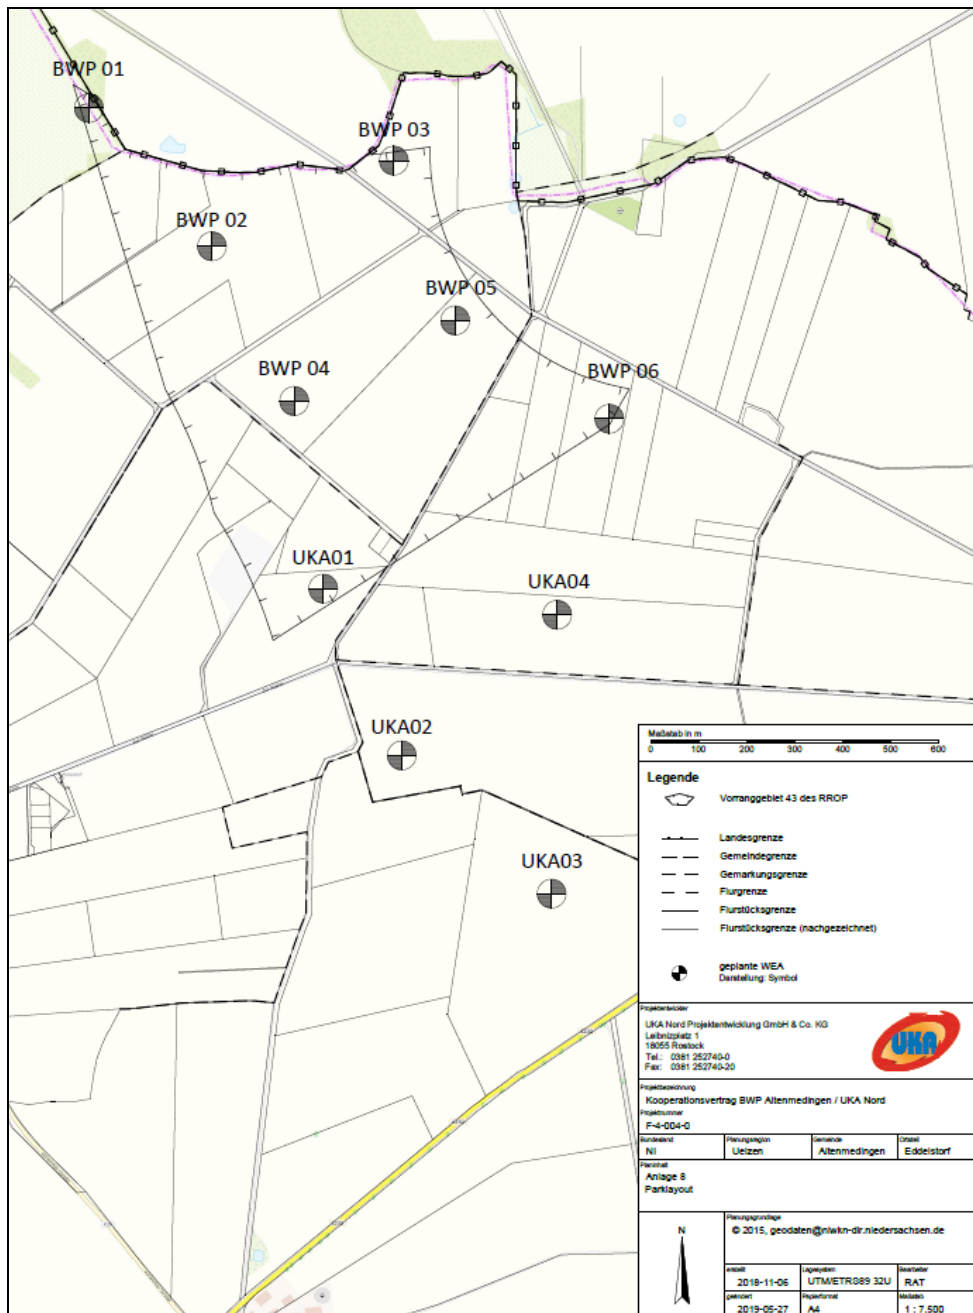 BWP 01
BWP 03
BWP 02
BWP 05
BWP 04
BWP 06
UKA01
UKA04
UKA02
UKA03
Maßstab in m
0 100 200 300 400 500 600
Legende
Vorranggebiet 43 des RROP
Landesgrenze
Gemeindegrenze
Gemarkungsgrenze
Flurgrenze
Flurstücksgrenze
Flurstücksgrenze (nachgezeichnet)
geplante WEA
Darstellung: Symbol
Projektentwickler
UKA Nord Projektentwicklung GmbH & Co. KG
Leibnizplatz 1
18055 Rostock
Tel.: 0381 252740-0
Fax: 0381 252740-20
UKA
Projektbezeichnung
Kooperationsvertrag BWP Altenmedingen / UKA Nord
Projektnummer
F-4-004-0
Bundesland Planungsregion Gemeinde Ortsteil
NI Uelzen Altenmedingen Eddelstorf
Planinhalt
Anlage 8
Parklayout
N
Planungsgrundlage
© 2015, geodaten@nlwkn-dir.niedersachsen.de
erstellt Lagesystem Bearbeiter
2018-11-06 UTM/ETRS89 32U RAT
geändert Papierformat Maßstab
2019-05-27 A4 1 : 7.500